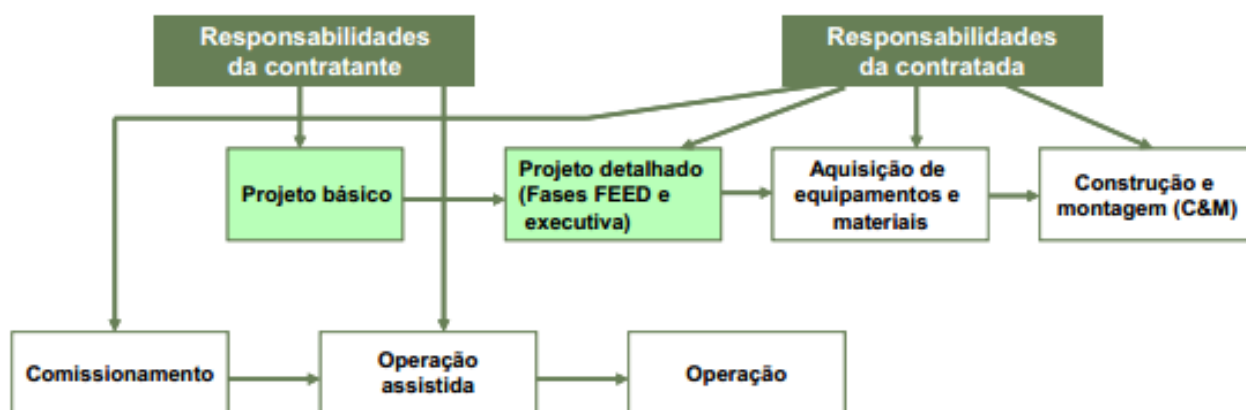 Responsabilidades
da contratante
Responsabilidades
da contratada
Projeto básico
Projeto detalhado
(Fases FEED e
executiva)
Aquisição de
equipamentos e
materiais
Construção e
montagem (C&M)
Comissionamento
Operação
assistida
Operação